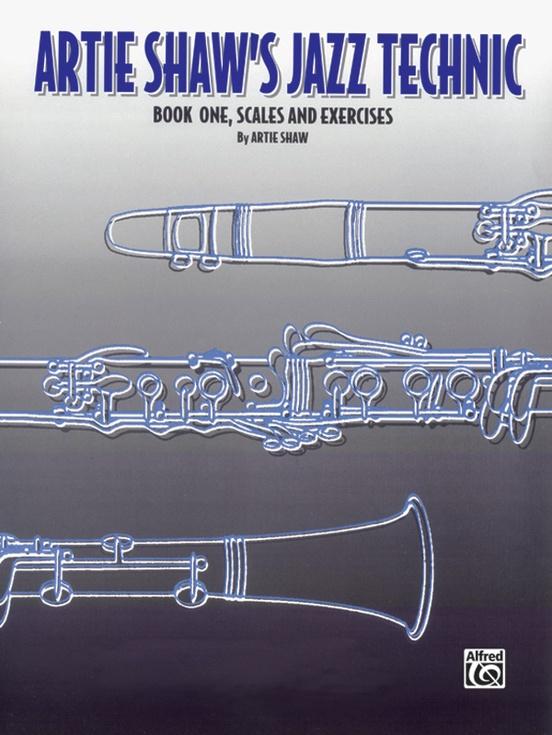 ARTIE SHAW'S JAZZ TECHNIC
BOOK ONE, SCALES AND EXERCISES
By ARTIE SHAW
Alfred